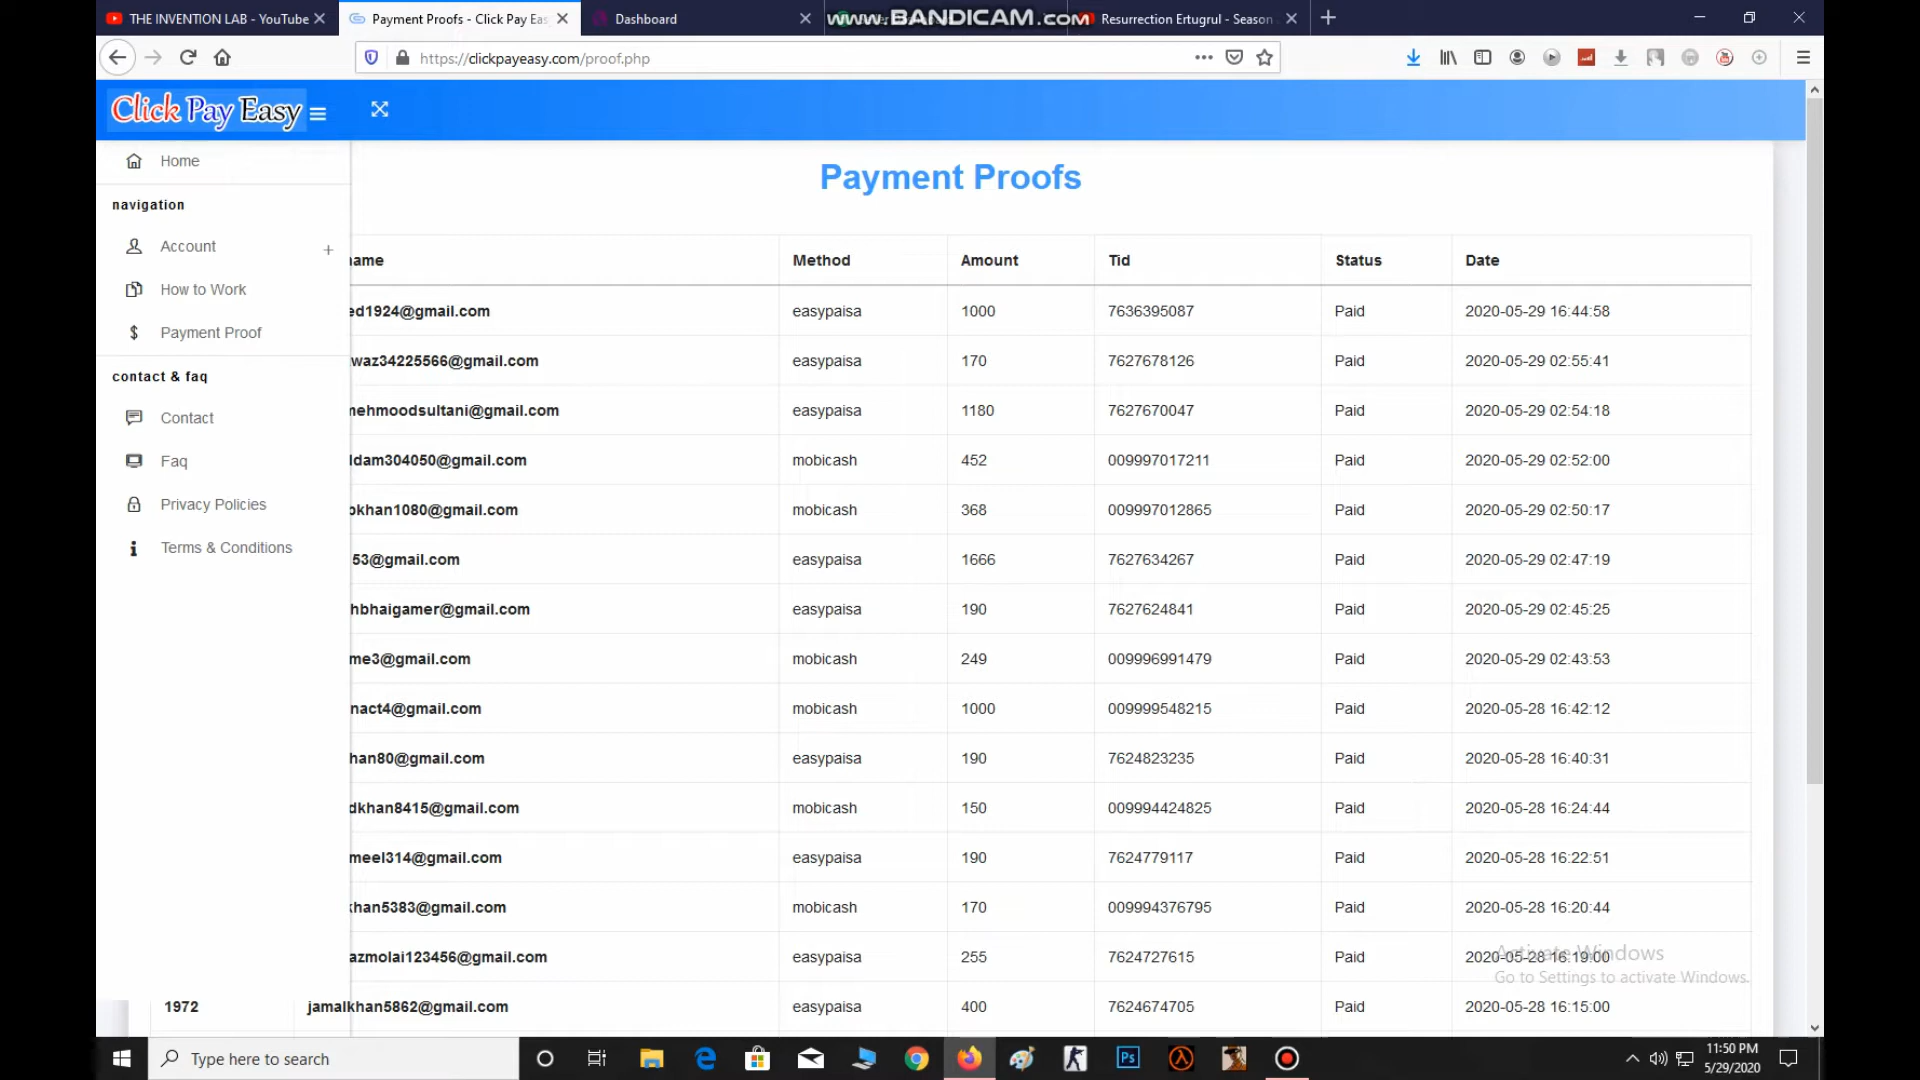 THE INVENTION LAB - YouTube
Payment Proofs - Click Pay Eas
Dashboard
www.BANDICAM.com
Resurrection Ertugrul - Season
https://clickpayeasy.com/proof.php
Click Pay Easy
Home
navigation
Account +
How to Work
Payment Proof
contact & faq
Contact
Faq
Privacy Policies
Terms & Conditions
Payment Proofs
ame Method Amount Tid Status Date
ed1924@gmail.com easypaisa 1000 7636395087 Paid 2020-05-29 16:44:58
waz34225566@gmail.com easypaisa 170 7627678126 Paid 2020-05-29 02:55:41
mehmoodsultani@gmail.com easypaisa 1180 7627670047 Paid 2020-05-29 02:54:18
ldam304050@gmail.com mobicash 452 009997017211 Paid 2020-05-29 02:52:00
okhan1080@gmail.com mobicash 368 009997012865 Paid 2020-05-29 02:50:17
53@gmail.com easypaisa 1666 7627634267 Paid 2020-05-29 02:47:19
hbhaigamer@gmail.com easypaisa 190 7627624841 Paid 2020-05-29 02:45:25
me3@gmail.com mobicash 249 009996991479 Paid 2020-05-29 02:43:53
nact4@gmail.com mobicash 1000 009999548215 Paid 2020-05-28 16:42:12
han80@gmail.com easypaisa 190 7624823235 Paid 2020-05-28 16:40:31
dkhan8415@gmail.com mobicash 150 009994424825 Paid 2020-05-28 16:24:44
meel314@gmail.com easypaisa 190 7624779117 Paid 2020-05-28 16:22:51
khan5383@gmail.com mobicash 170 009994376795 Paid 2020-05-28 16:20:44
azmolai123456@gmail.com easypaisa 255 7624727615 Paid 2020-05-28 16:19:00
1972 jamalkhan5862@gmail.com easypaisa 400 7624674705 Paid 2020-05-28 16:15:00
Activate Windows
Go to Settings to activate Windows.
Type here to search
Ps
11:50 PM
5/29/2020